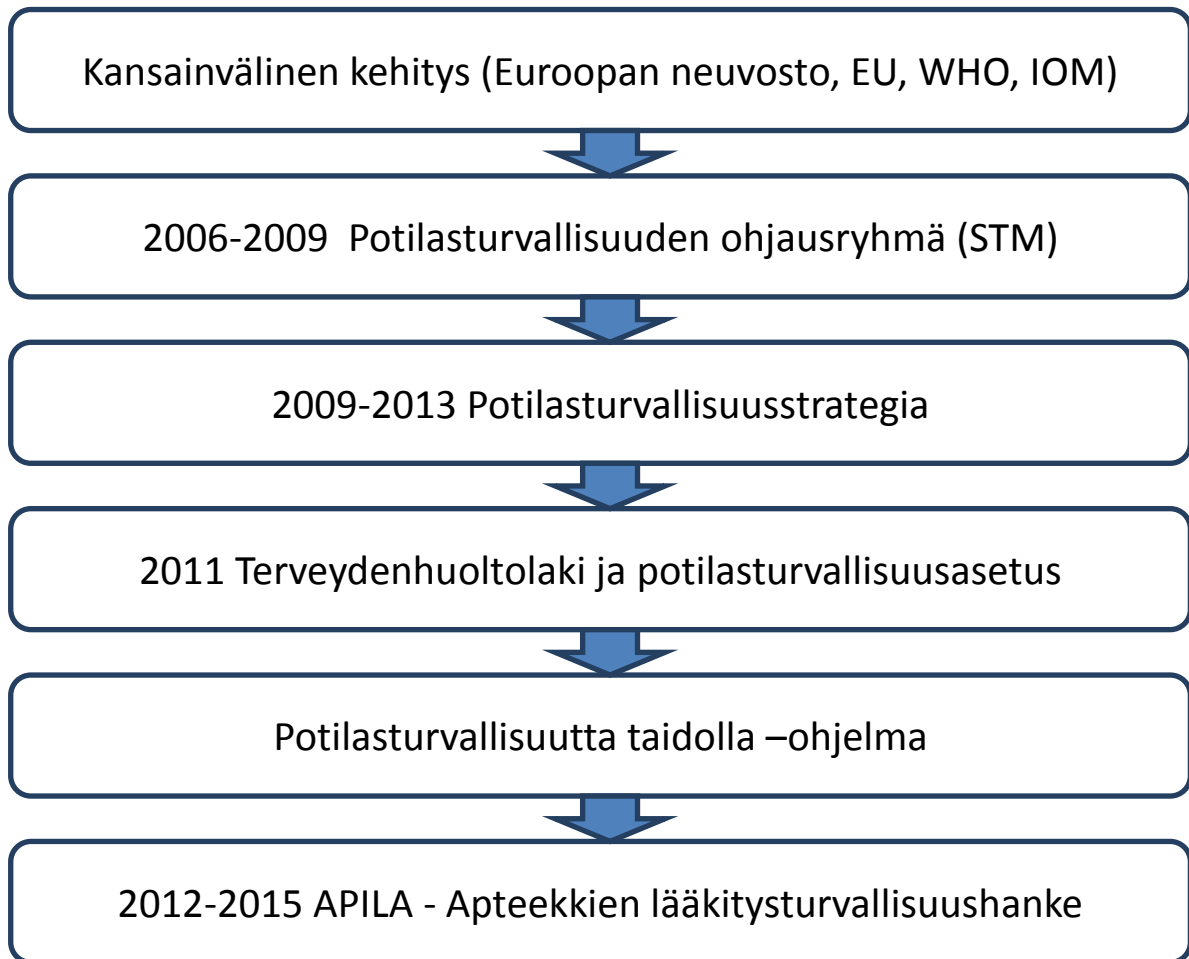 Kansainvälinen kehitys (Euroopan neuvosto, EU, WHO, IOM)
2006-2009  Potilasturvallisuuden ohjausryhmä (STM)
2009-2013 Potilasturvallisuusstrategia
2011 Terveydenhuoltolaki ja potilasturvallisuusasetus
Potilasturvallisuutta taidolla –ohjelma
2012-2015 APILA - Apteekkien lääkitysturvallisuushanke